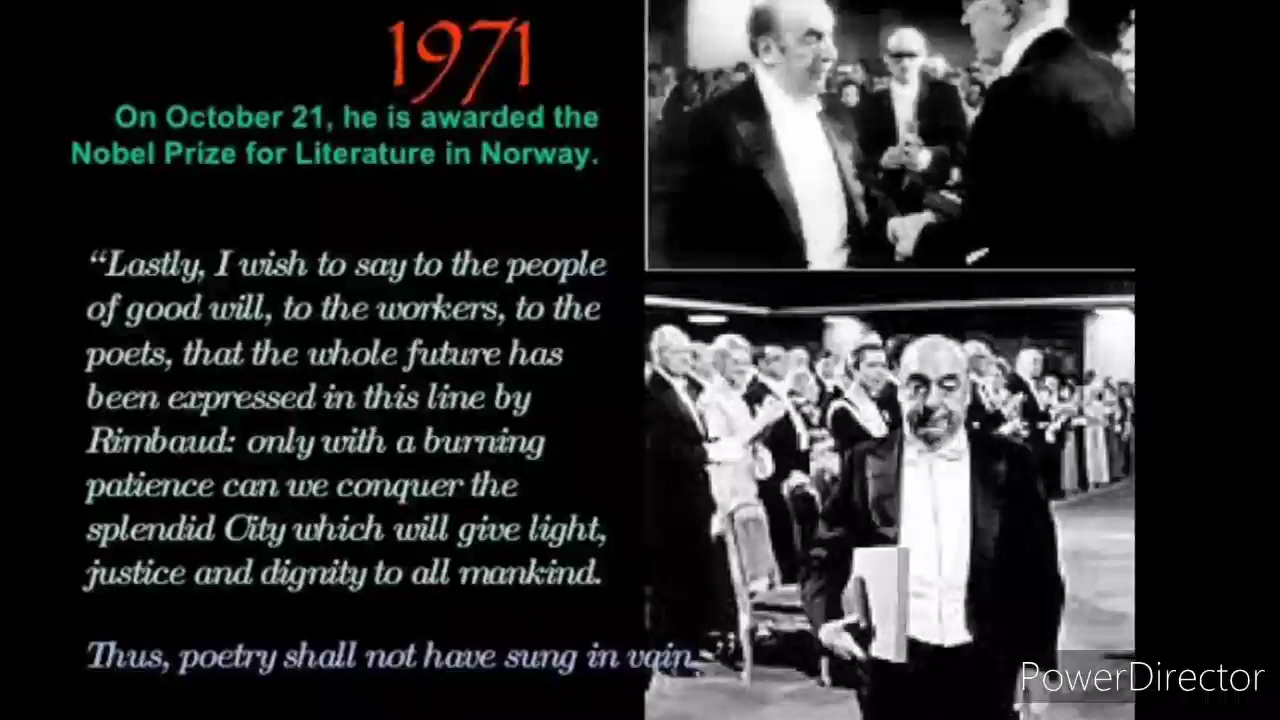 1971
On October 21, he is awarded the
Nobel Prize for Literature in Norway.
“Lastly, I wish to say to the people
of good will, to the workers, to the
poets, that the whole future has
been expressed in this line by
Rimbaud: only with a burning
patience can we conquer the
splendid City which will give light,
justice and dignity to all mankind.
Thus, poetry shall not have sung in vain.”
PowerDirector